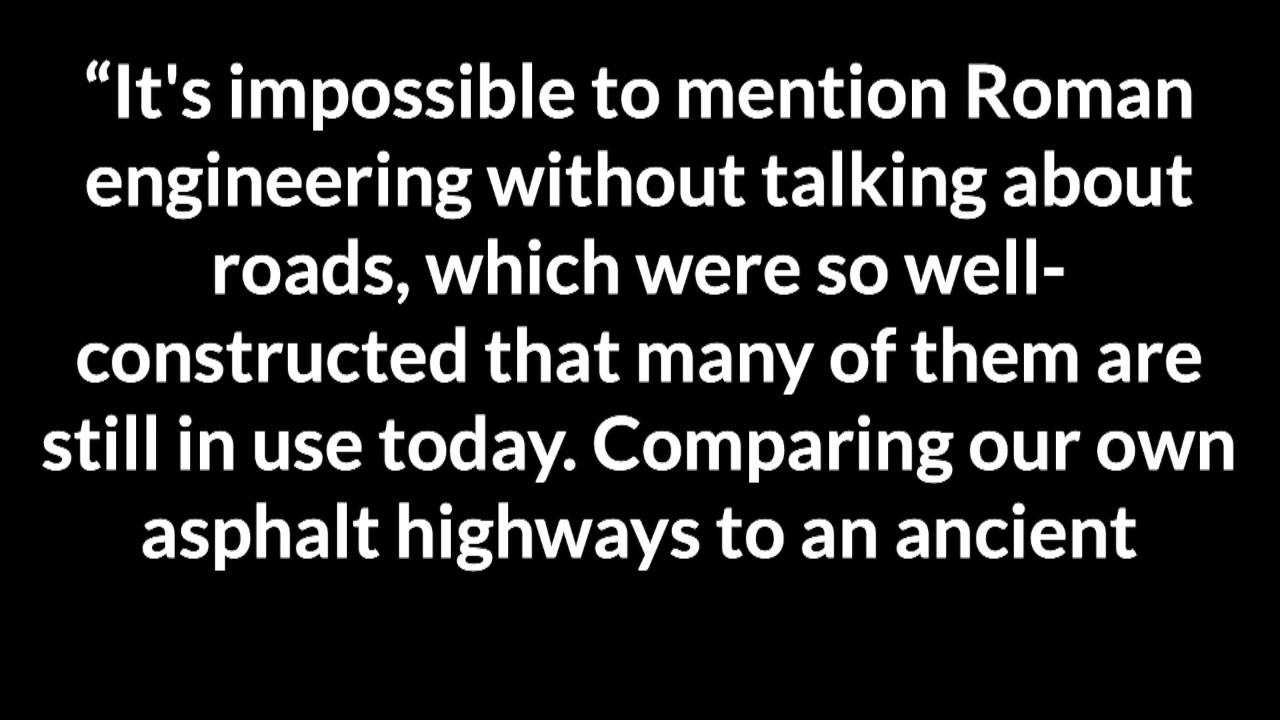 “It's impossible to mention Roman
engineering without talking about
roads, which were so well-
constructed that many of them are
still in use today. Comparing our own
asphalt highways to an ancient